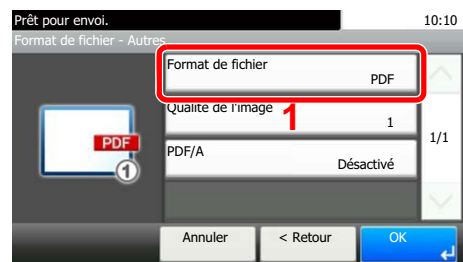 Prêt pour envoi.
10:10
Format de fichier - Autres
Format de fichier
PDF
Qualité de l'image
1
1
1/1
PDF
1
PDF/A
Désactivé
Annuler
< Retour
OK